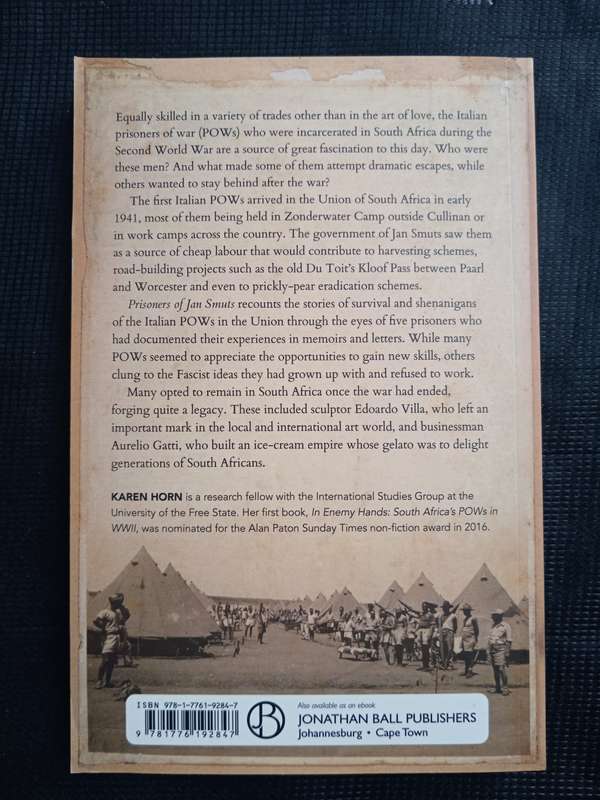 Equally skilled in a variety of trades other than in the art of love, the Italian
prisoners of war (POWs) who were incarcerated in South Africa during the
Second World War are a source of great fascination to this day. Who were
these men? And what made some of them attempt dramatic escapes, while
others wanted to stay behind after the war?
The first Italian POWs arrived in the Union of South Africa in early
1941, most of them being held in Zonderwater Camp outside Cullinan or
in work camps across the country. The government of Jan Smuts saw them
as a source of cheap labour that would contribute to harvesting schemes,
road-building projects such as the old Du Toit's Kloof Pass between Paarl
and Worcester and even to prickly-pear eradication schemes.
Prisoners of Jan Smuts recounts the stories of survival and shenanigans
of the Italian POWs in the Union through the eyes of five prisoners who
had documented their experiences in memoirs and letters. While many
POWs seemed to appreciate the opportunities to gain new skills, others
clung to the Fascist ideas they had grown up with and refused to work.
Many opted to remain in South Africa once the war had ended,
forging quite a legacy. These included sculptor Edoardo Villa, who left an
important mark in the local and international art world, and businessman
Aurelio Gatti, who built an ice-cream empire whose gelato was to delight
generations of South Africans.
KAREN HORN is a research fellow with the International Studies Group at the
University of the Free State. Her first book, In Enemy Hands: South Africa's POWs in
WWII, was nominated for the Alan Paton Sunday Times non-fiction award in 2016.
ISBN 978-1-7761-9284-7
9 781776 192847
JB
Also available as an ebook
JONATHAN BALL PUBLISHERS
Johannesburg • Cape Town